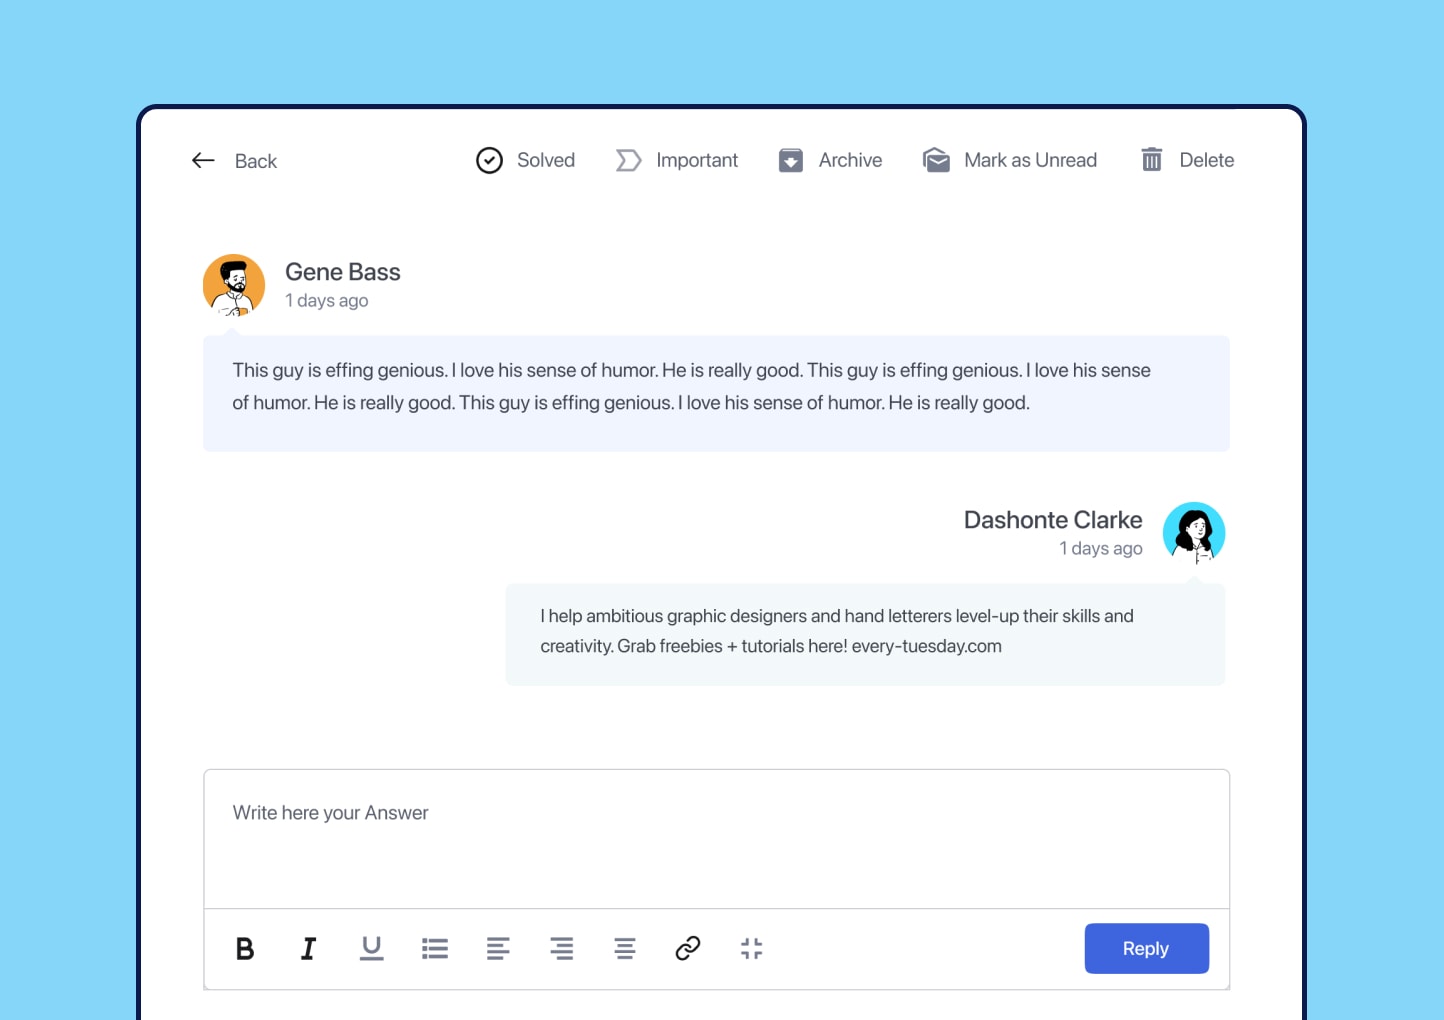 Back
Solved
Important
Archive
Mark as Unread
Delete
Gene Bass
1 days ago
This guy is effing genious. I love his sense of humor. He is really good. This guy is effing genious. I love his sense
of humor. He is really good. This guy is effing genious. I love his sense of humor. He is really good.
Dashonte Clarke
1 days ago
I help ambitious graphic designers and hand letterers level-up their skills and
creativity. Grab freebies + tutorials here! every-tuesday.com
Write here your Answer
B I U
Reply